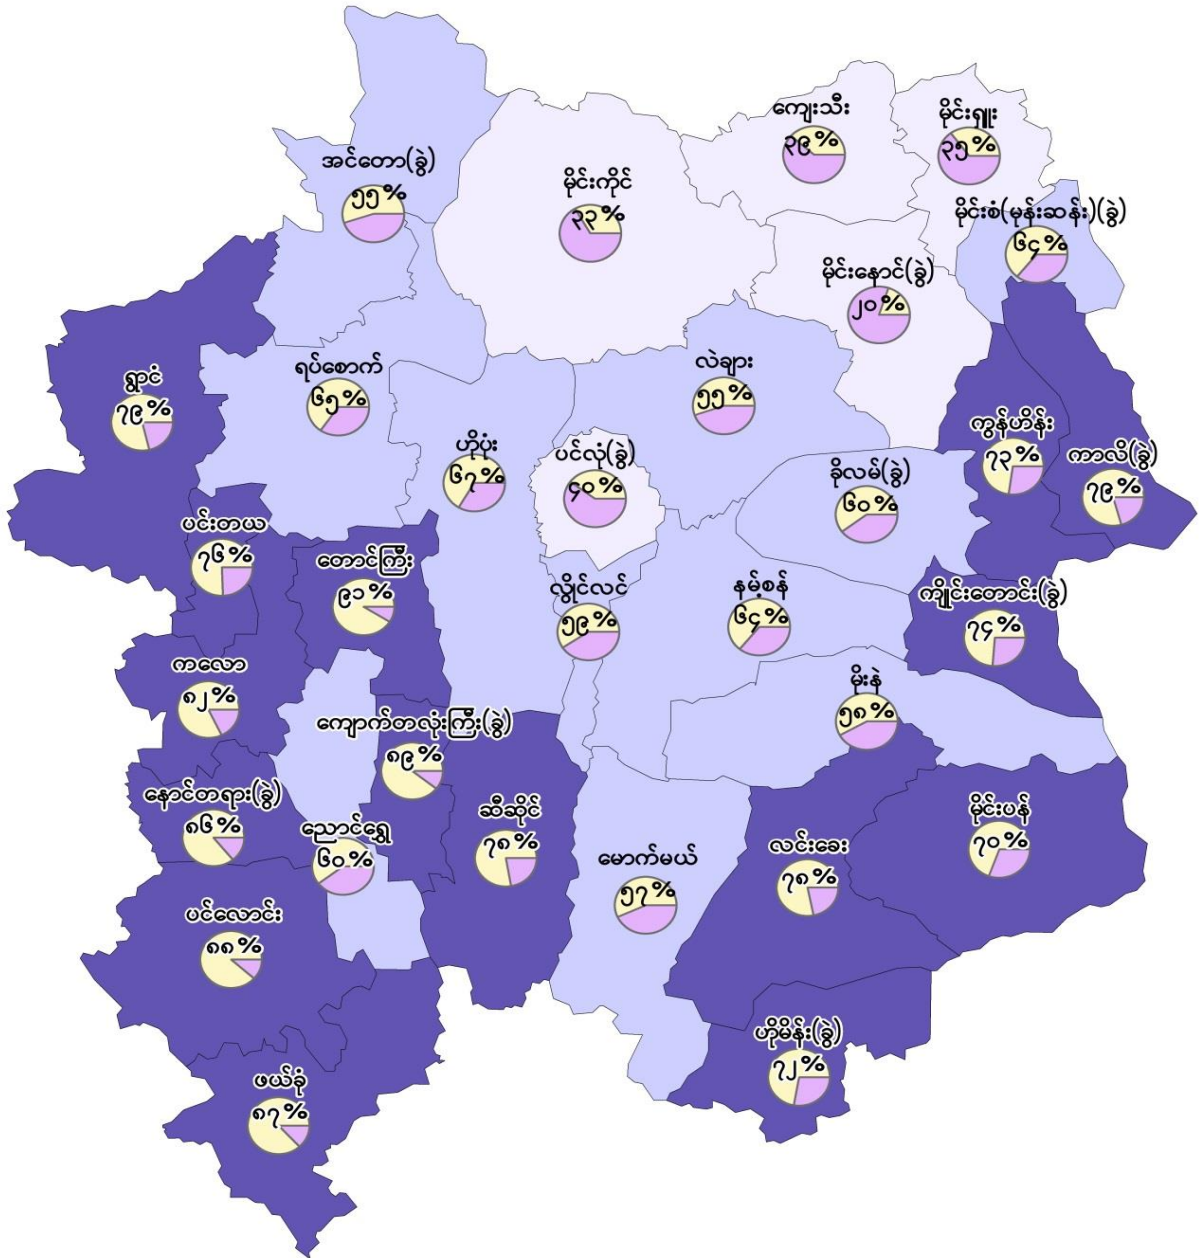 ကျေးသီး
၃၉%
မိုင်းရှူး
၃၅%
အင်တော(ခွဲ)
၅၅%
မိုင်းကိုင်
၃၃%
မိုင်းစံ(မုန်းဆန်း)(ခွဲ)
၆၄%
မိုင်းနောင်(ခွဲ)
၂၀%
ရွာငံ
၇၉%
ရပ်စောက်
၆၅%
လဲချား
၅၅%
ဟိုပုံး
၆၇%
ပင်လုံ(ခွဲ)
၄၀%
ခိုလမ်(ခွဲ)
၆၀%
ကွန်ဟိန်း
၇၃%
ကာလိ(ခွဲ)
၇၉%
ပင်းတယ
၇၆%
တောင်ကြီး
၉၁%
လွိုင်လင်
၅၉%
နမ့်စန်
၆၄%
ကျိုင်းတောင်း(ခွဲ)
၇၄%
ကလော
၈၂%
ကျောက်တလုံးကြီး(ခွဲ)
၈၉%
မိုးနဲ
၅၈%
နောင်တရား(ခွဲ)
၈၆%
ညောင်ရွှေ
၆၀%
ဆီဆိုင်
၇၈%
မောက်မယ်
၅၇%
လင်းခေး
၇၈%
မိုင်းပန်
၇၀%
ပင်လောင်း
၈၈%
ဟိုမိန်း(ခွဲ)
၇၂%
ဖယ်ခုံ
၈၇%